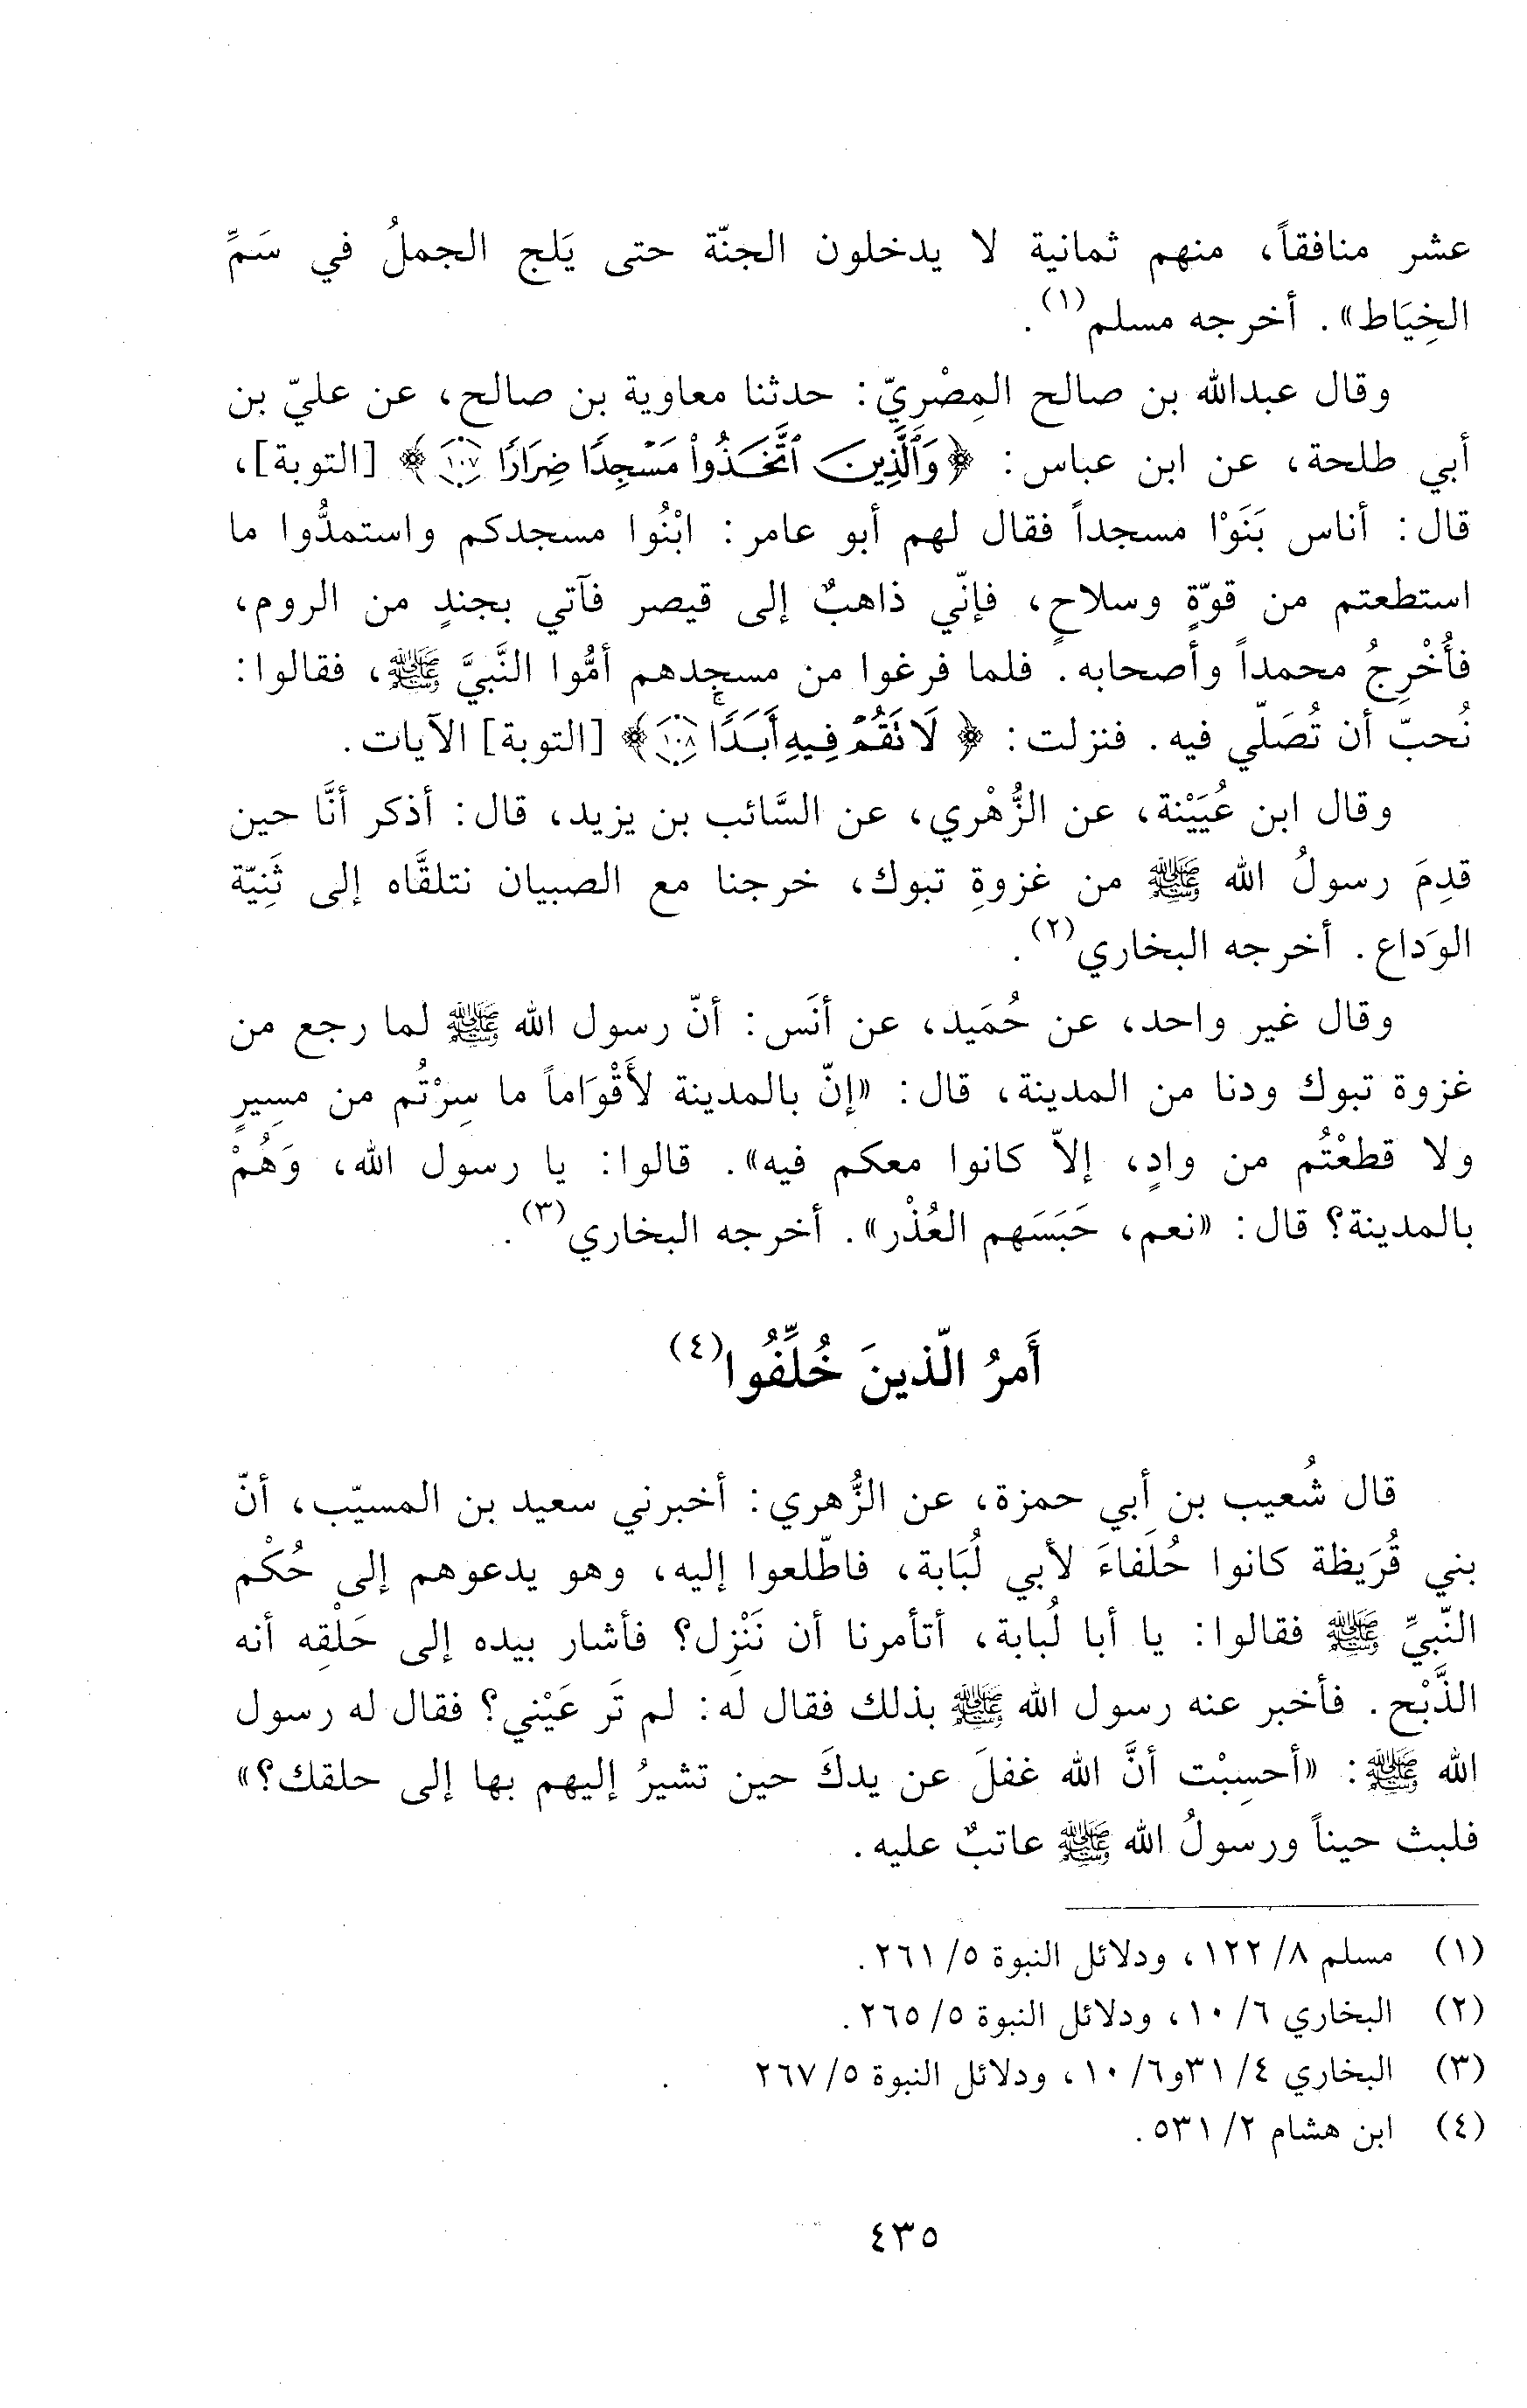 عشر منافقاً، منهم ثمانية لا يدخلون الجنّة حتى يَلج الجملُ في سَمِّ
الخِيَاط». أخرجه مسلم(١).
وقال عبدالله بن صالح المِصْرِيّ: حدثنا معاوية بن صالح، عن عليّ بن
أبي طلحة، عن ابن عباس: ﴿وَٱلَّذِينَ ٱتَّخَذُوا۟ مَسْجِدًا ضِرَارًا ١٠٧﴾ [التوبة]،
قال: أناس بَنَوْا مسجداً فقال لهم أبو عامر: ابْنُوا مسجدكم واستمدُّوا ما
استطعتم من قوّةٍ وسلاحٍ، فإنّي ذاهبٌ إلى قيصر فآتي بجندٍ من الروم،
فأُخْرِجُ محمداً وأصحابه. فلما فرغوا من مسجدهم أمُّوا النَّبيَّ ﷺ، فقالوا:
نُحبّ أن تُصَلّي فيه. فنزلت: ﴿لَا تَقُمْ فِيهِ أَبَدًا ١٠٨﴾ [التوبة] الآيات.
وقال ابن عُيَيْنة، عن الزُّهْري، عن السَّائب بن يزيد، قال: أذكر أنَّا حين
قدِمَ رسولُ الله ﷺ من غزوةِ تبوك، خرجنا مع الصبيان نتلقَّاه إلى ثَنِيّة
الوَداع. أخرجه البخاري(٢).
وقال غير واحد، عن حُمَيد، عن أنَس: أنّ رسول الله ﷺ لما رجع من
غزوة تبوك ودنا من المدينة، قال: «إنّ بالمدينة لأَقْوَاماً ما سِرْتُم من مسِيرٍ
ولا قطعْتُم من وادٍ، إلاّ كانوا معكم فيه». قالوا: يا رسول الله، وَهُمْ
بالمدينة؟ قال: «نعم، حَبَسَهم العُذْر». أخرجه البخاري(٣).
أَمرُ الّذينَ خُلِّفُوا(٤)
قال شُعيب بن أبي حمزة، عن الزُّهري: أخبرني سعيد بن المسيّب، أنّ
بني قُرَيظة كانوا حُلَفاءَ لأبي لُبَابة، فاطّلعوا إليه، وهو يدعوهم إلى حُكْم
النّبيِّ ﷺ فقالوا: يا أبا لُبابة، أتأمرنا أن نَنْزِل؟ فأشار بيده إلى حَلْقِه أنه
الذَّبْح. فأخبر عنه رسول الله ﷺ بذلك فقال له: لم تَر عَيْني؟ فقال له رسول
الله ﷺ: «أحسِبْت أنَّ الله غفلَ عن يدكَ حين تشيرُ إليهم بها إلى حلقك؟»
فلبث حيناً ورسولُ الله ﷺ عاتبٌ عليه.
(١) مسلم ٨/ ١٢٢، ودلائل النبوة ٥/ ٢٦١.
(٢) البخاري ٦/ ١٠، ودلائل النبوة ٥/ ٢٦٥.
(٣) البخاري ٤/ ٣١و٦/ ١٠، ودلائل النبوة ٥/ ٢٦٧
(٤) ابن هشام ٢/ ٥٣١.
٤٣٥